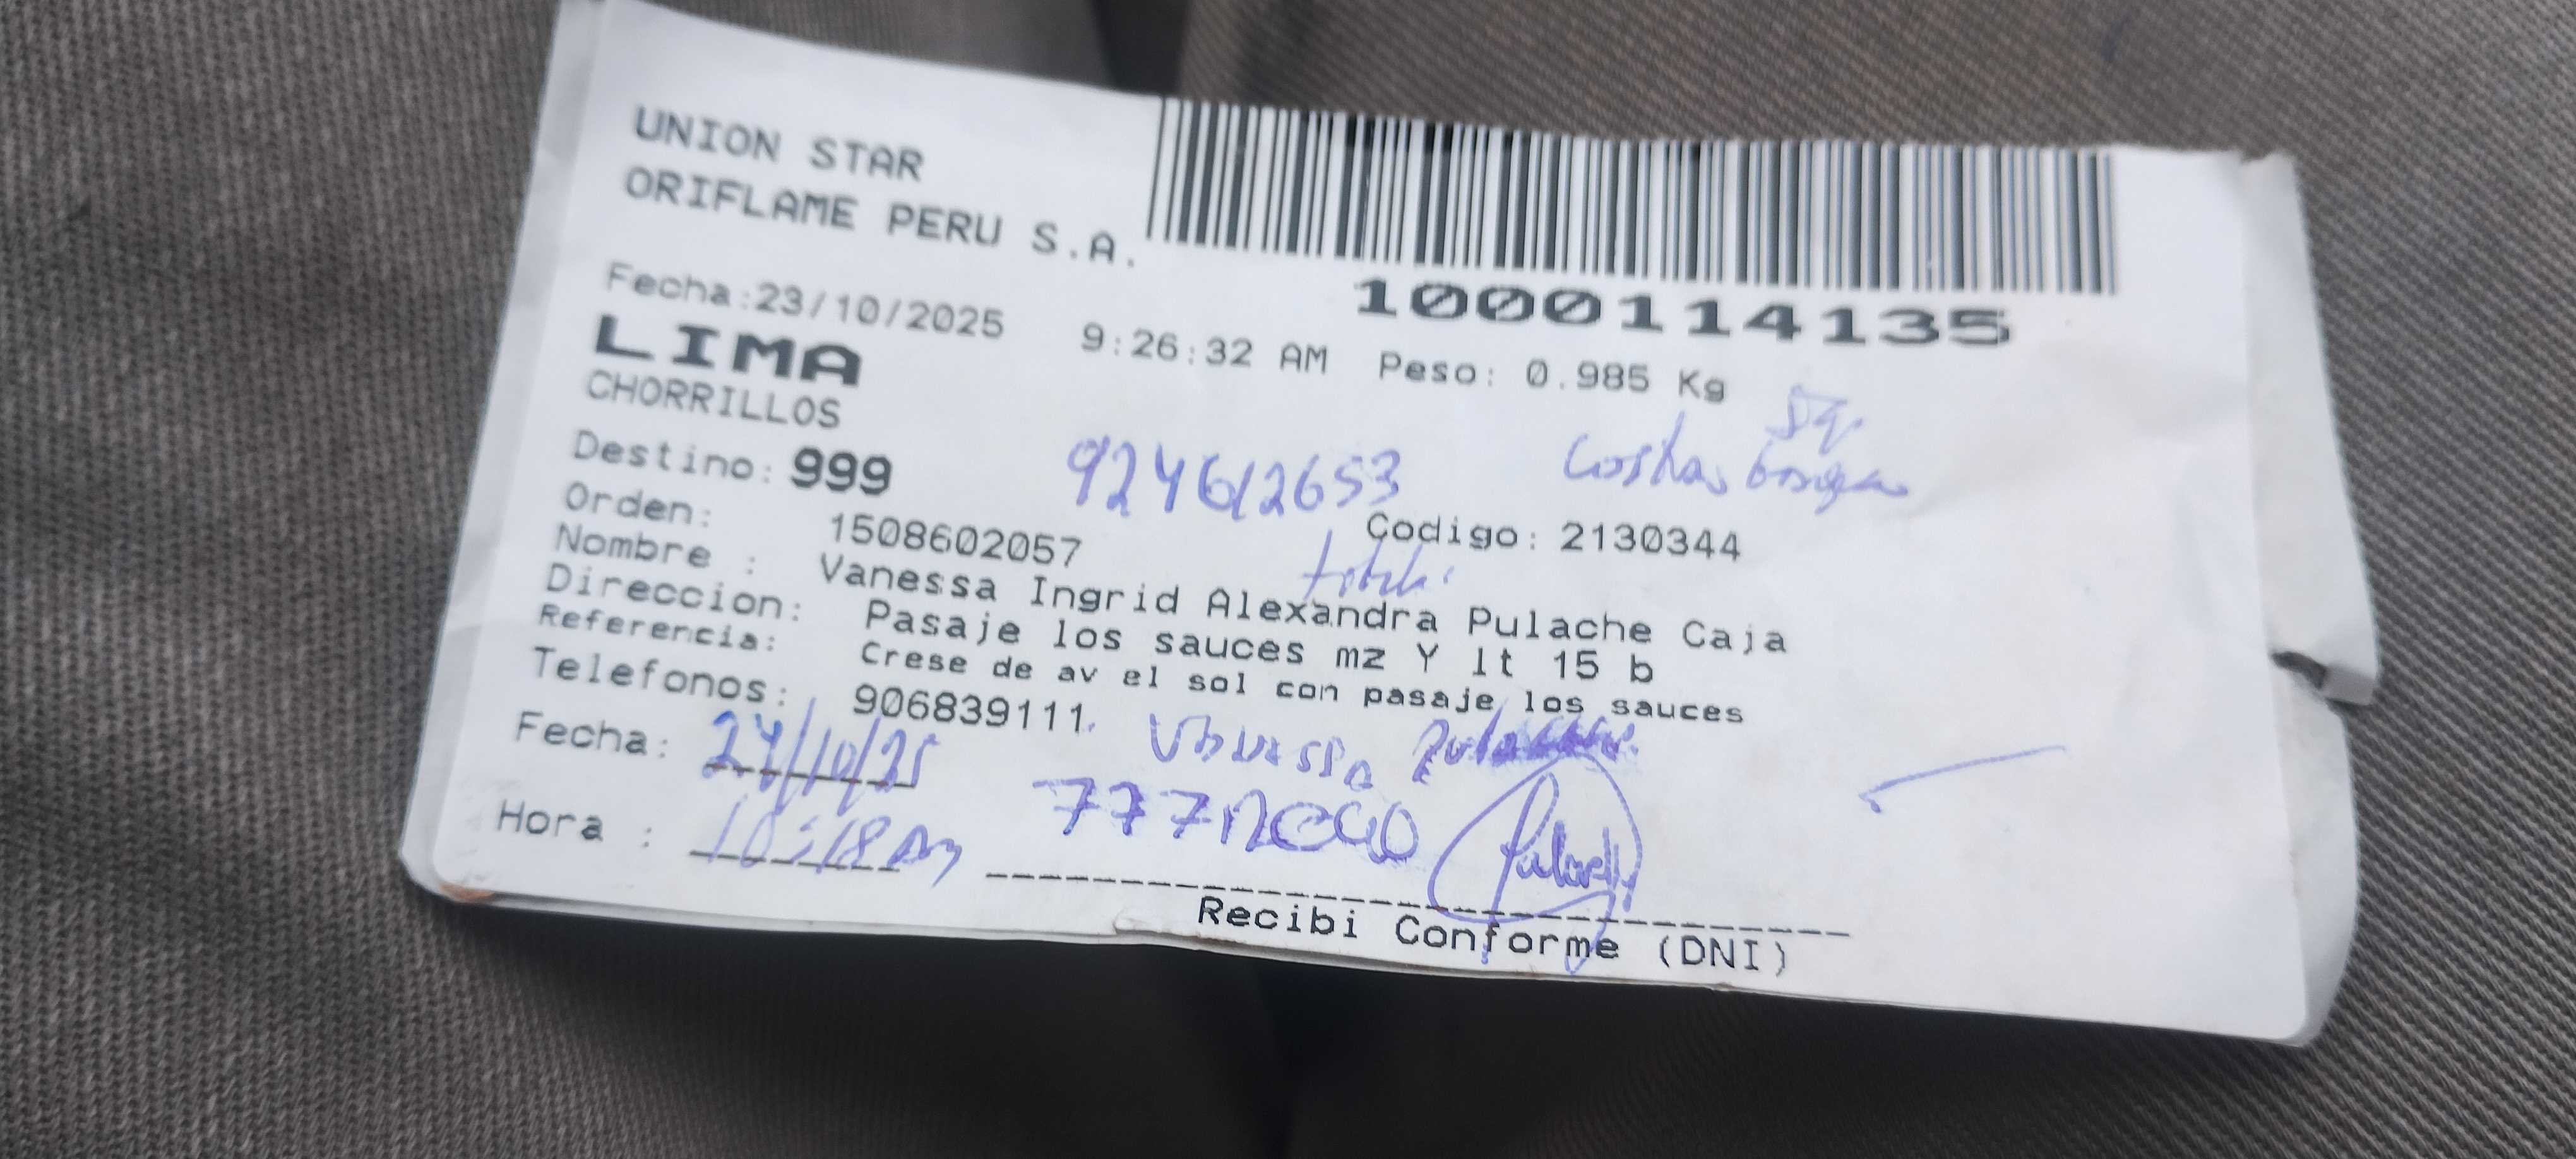 UNION STAR
ORIFLAME PERU S.A.
1000114135
Fecha:23/10/2025 9:26:32 AM Peso: 0.985 Kg
LIMA
CHORRILLOS
Destino: 999
924612653
Orden: 1508602057 Codigo: 2130344
Nombre : Vanessa Ingrid Alexandra Pulache Caja
Direccion: Pasaje los sauces mz Y lt 15 b
Referencia: Crese de av el sol con pasaje los sauces
Telefonos: 906839111
Fecha: 24/10/25
Hora : 10:18 Am
Recibi Conforme (DNI)